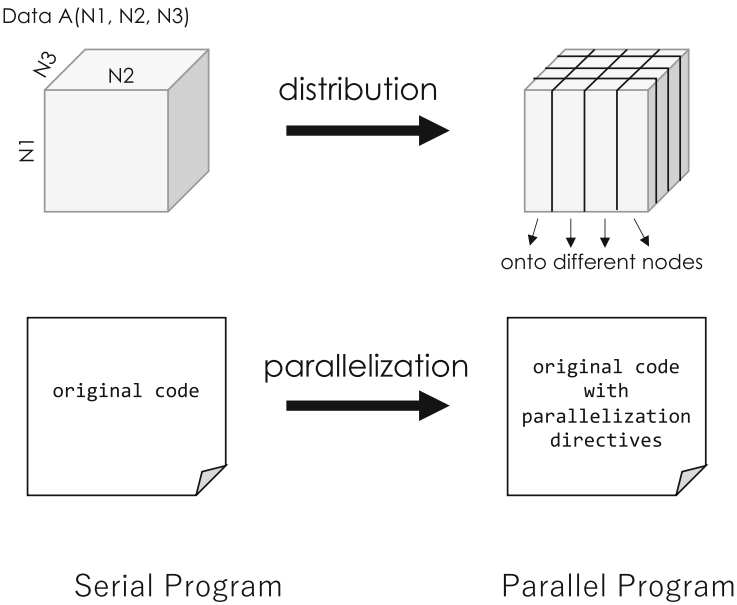 Data A(N1, N2, N3)
N3
N2
N1
distribution
onto different nodes
original code
parallelization
original code
with
parallelization
directives
Serial Program
Parallel Program